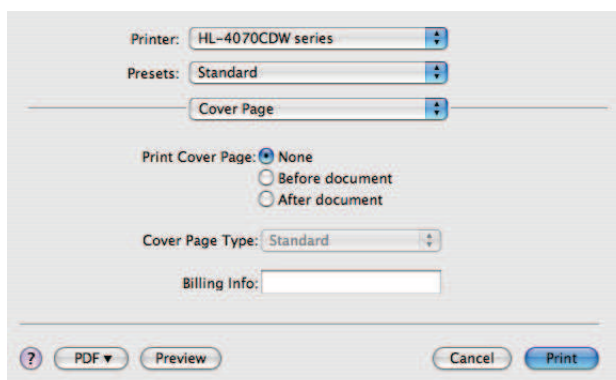 Printer: HL-4070CDW series
Presets: Standard
Cover Page
Print Cover Page: None
Before document
After document
Cover Page Type: Standard
Billing Info:
? PDF▼ Preview Cancel Print